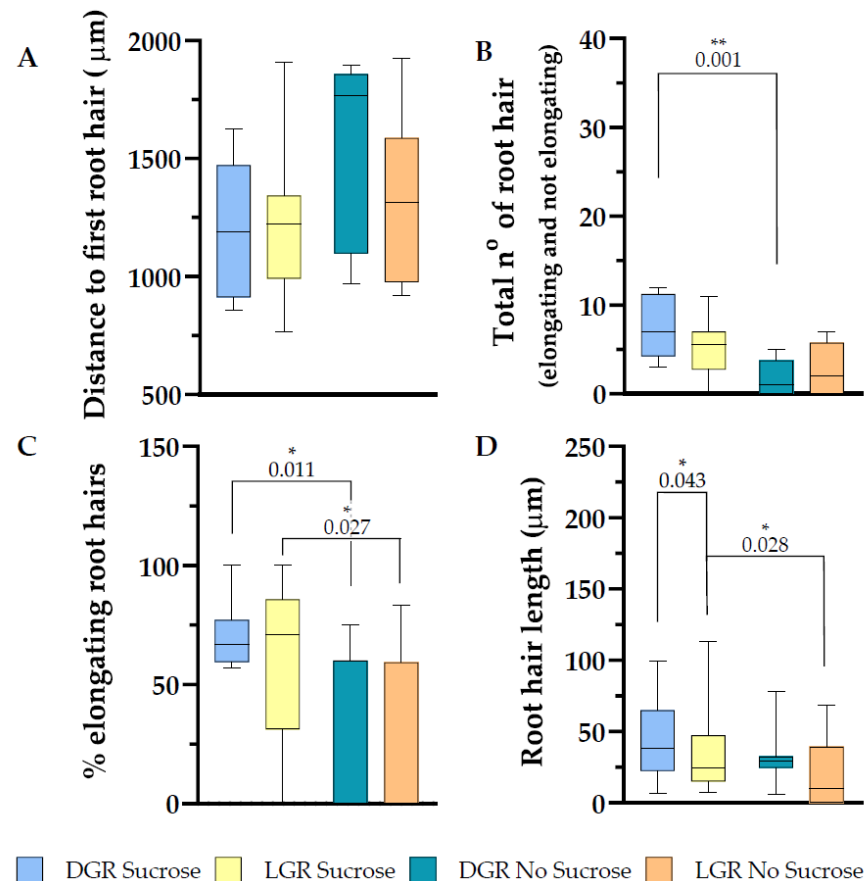 A
Distance to first root hair ( µm)
2000
1500
1000
500
B
Total nº of root hair
(elongating and not elongating)
40
30
20
10
0
**
0.001
C
% elongating root hairs
150
100
50
0
*
0.011
*
0.027
D
Root hair length (µm)
250
200
150
100
50
0
*
0.043
*
0.028
DGR Sucrose LGR Sucrose DGR No Sucrose LGR No Sucrose